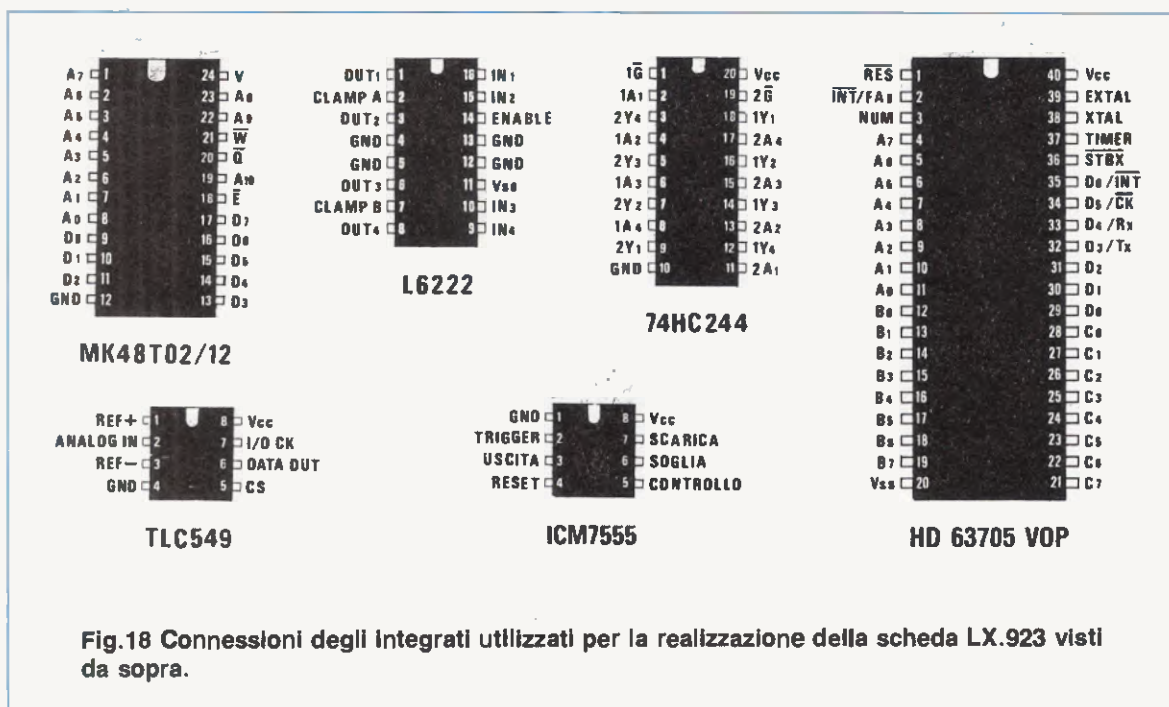 A7 1 24 V
A6 2 23 A8
A5 3 22 A9
A4 4 21 W̅
A3 5 20 G̅
A2 6 19 A10
A1 7 18 E̅
A0 8 17 D7
D0 9 16 D6
D1 10 15 D5
D2 11 14 D4
GND 12 13 D3
MK48T02/12
OUT1 1 16 IN1
CLAMP A 2 15 IN2
OUT2 3 14 ENABLE
GND 4 13 GND
GND 5 12 GND
OUT3 6 11 Vss
CLAMP B 7 10 IN3
OUT4 8 9 IN4
L6222
1G̅ 1 20 Vcc
1A1 2 19 2G̅
2Y4 3 18 1Y1
1A2 4 17 2A4
2Y3 5 16 1Y2
1A3 6 15 2A3
2Y2 7 14 1Y3
1A4 8 13 2A2
2Y1 9 12 1Y4
GND 10 11 2A1
74HC244
R̅E̅S̅ 1 40 Vcc
I̅N̅T̅/FA8 2 39 EXTAL
NUM 3 38 XTAL
A7 4 37 TIMER
A6 5 36 S̅T̅B̅X̅
A5 6 35 D6/I̅N̅T̅
A4 7 34 D5/C̅K̅
A3 8 33 D4/Rx
A2 9 32 D3/Tx
A1 10 31 D2
A0 11 30 D1
B0 12 29 D0
B1 13 28 C0
B2 14 27 C1
B3 15 26 C2
B4 16 25 C3
B5 17 24 C4
B6 18 23 C5
B7 19 22 C6
Vss 20 21 C7
HD 63705 VOP
REF+ 1 8 Vcc
ANALOG IN 2 7 I/O CK
REF− 3 6 DATA OUT
GND 4 5 CS
TLC549
GND 1 8 Vcc
TRIGGER 2 7 SCARICA
USCITA 3 6 SOGLIA
RESET 4 5 CONTROLLO
ICM7555
Fig.18 Connessioni degli integrati utilizzati per la realizzazione della scheda LX.923 visti
da sopra.